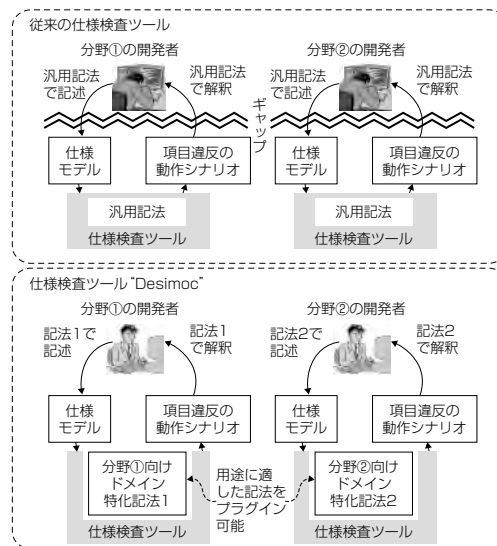 従来の仕様検査ツール
分野①の開発者
分野②の開発者
汎用記法
で記述
汎用記法
で解釈
汎用記法
で記述
汎用記法
で解釈
ギャップ
仕様
モデル
項目違反の
動作シナリオ
仕様
モデル
項目違反の
動作シナリオ
汎用記法
汎用記法
仕様検査ツール
仕様検査ツール
仕様検査ツール“Desimoc”
分野①の開発者
分野②の開発者
記法1で
記述
記法1
で解釈
記法2で
記述
記法2
で解釈
仕様
モデル
項目違反の
動作シナリオ
仕様
モデル
項目違反の
動作シナリオ
分野①向け
ドメイン
特化記法1
用途に適
した記法を
プラグイン
可能
分野②向け
ドメイン
特化記法2
仕様検査ツール
仕様検査ツール